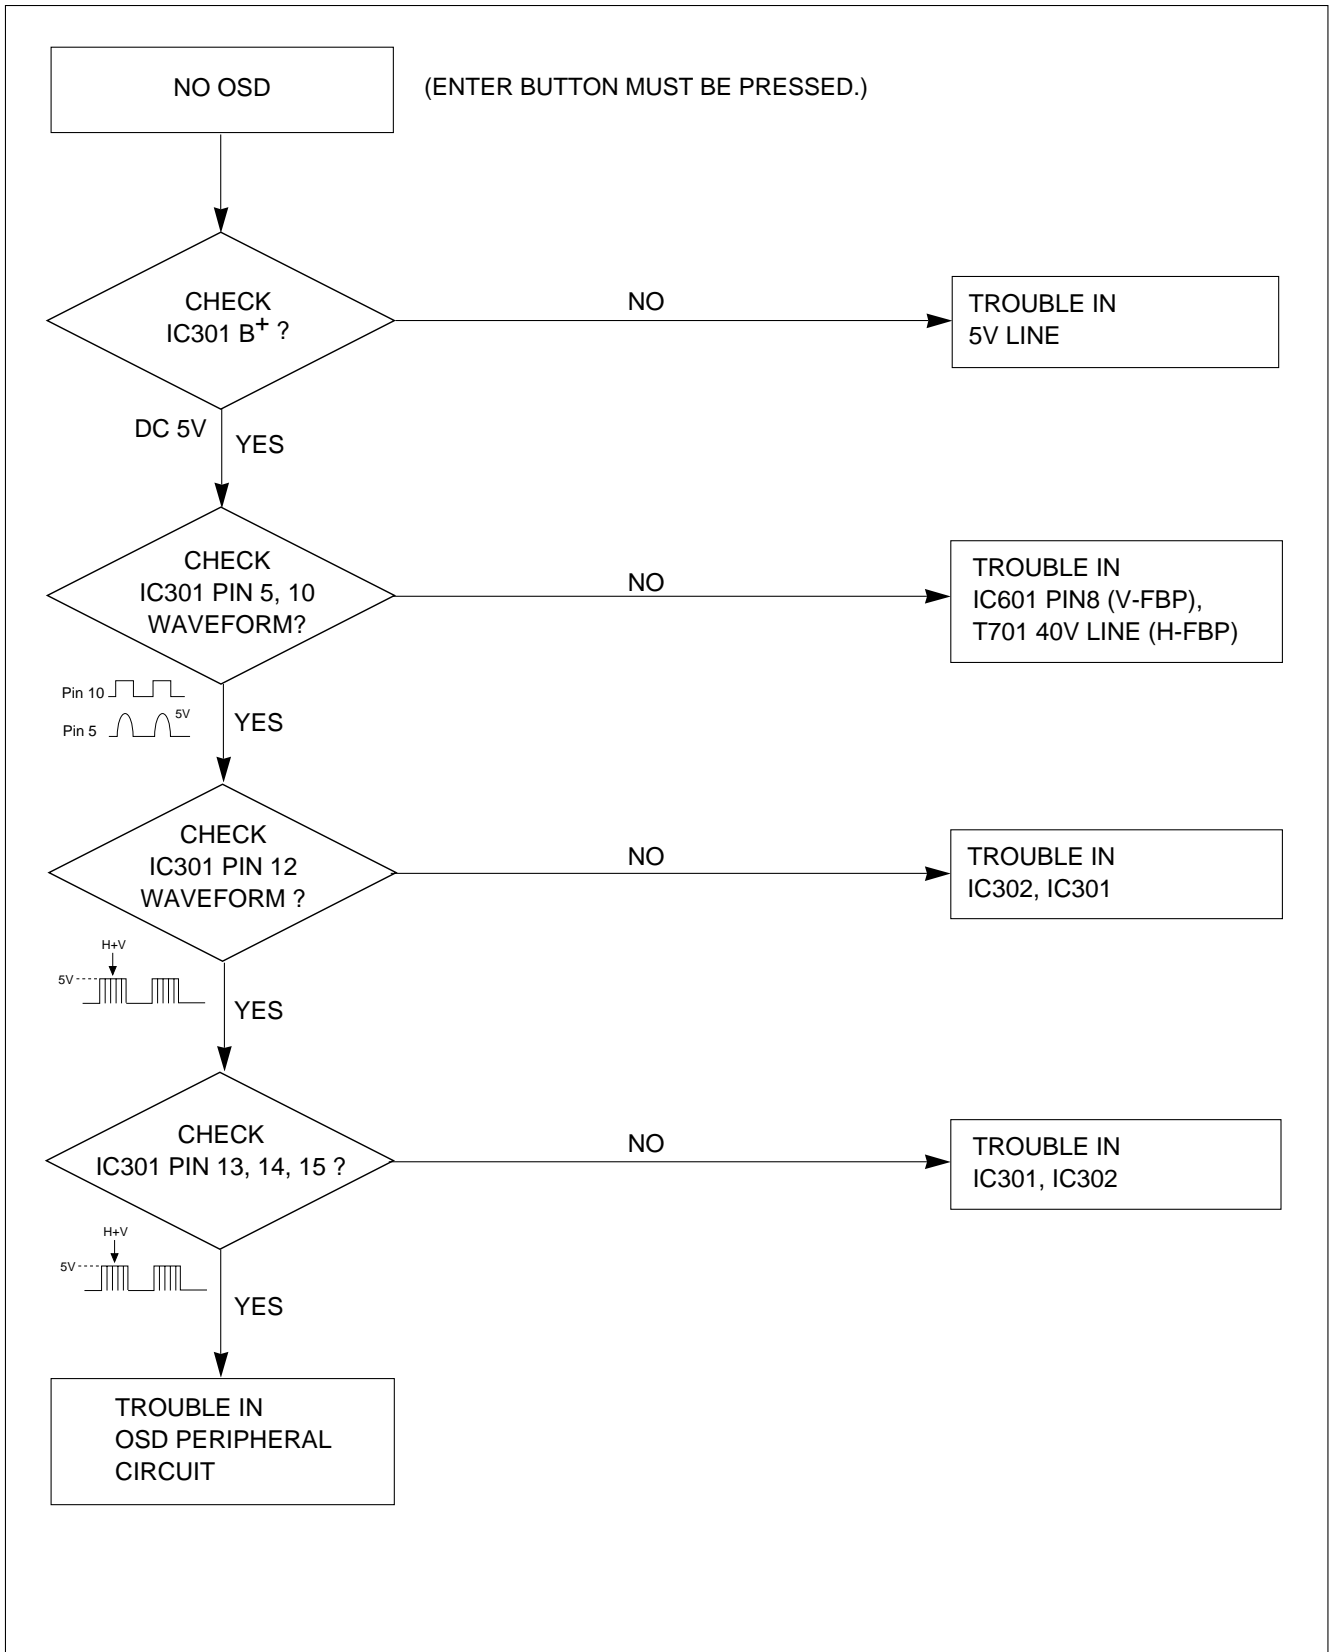 NO OSD
(ENTER BUTTON MUST BE PRESSED.)
CHECK
IC301 B+ ?
NO
TROUBLE IN
5V LINE
DC 5V
YES
CHECK
IC301 PIN 5, 10
WAVEFORM?
NO
TROUBLE IN
IC601 PIN8 (V-FBP),
T701 40V LINE (H-FBP)
Pin 10
Pin 5
5V
YES
CHECK
IC301 PIN 12
WAVEFORM ?
NO
TROUBLE IN
IC302, IC301
H+V
5V
YES
CHECK
IC301 PIN 13, 14, 15 ?
NO
TROUBLE IN
IC301, IC302
H+V
5V
YES
TROUBLE IN
OSD PERIPHERAL
CIRCUIT